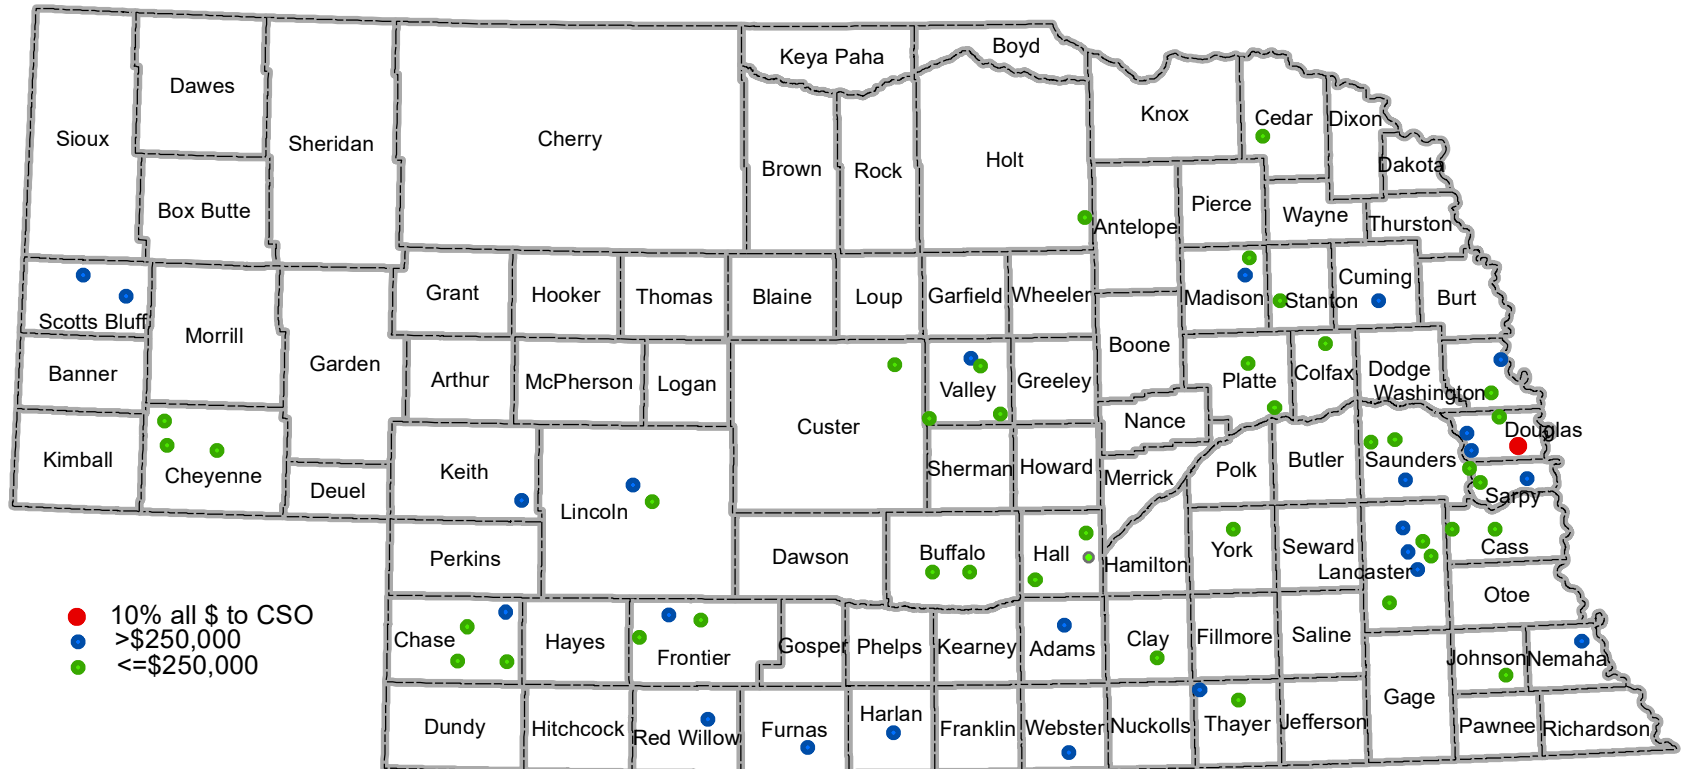 Boyd
Keya Paha
Dawes
Knox
Cedar
Dixon
Sioux
Sheridan
Cherry
Holt
Dakota
Brown
Rock
Box Butte
Pierce
Wayne
Thurston
Antelope
Cuming
Grant
Hooker
Thomas
Blaine
Loup
Garfield
Wheeler
Madison
Stanton
Burt
Scotts Bluff
Morrill
Garden
Boone
Banner
Arthur
McPherson
Logan
Valley
Greeley
Platte
Colfax
Dodge
Washington
Custer
Nance
Douglas
Kimball
Cheyenne
Keith
Sherman
Howard
Merrick
Polk
Butler
Saunders
Deuel
Lincoln
Sarpy
Perkins
Dawson
Buffalo
Hall
Hamilton
York
Seward
Cass
Lancaster
Otoe
10% all $ to CSO
>$250,000
<=$250,000
Chase
Hayes
Frontier
Gosper
Phelps
Kearney
Adams
Clay
Fillmore
Saline
Johnson
Nemaha
Gage
Dundy
Hitchcock
Red Willow
Furnas
Harlan
Franklin
Webster
Nuckolls
Thayer
Jefferson
Pawnee
Richardson